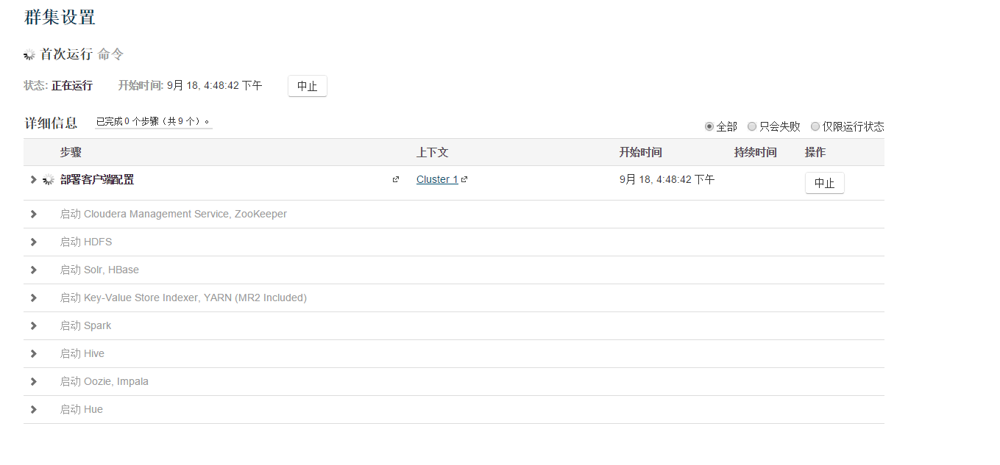 群集设置
首次运行 命令
状态: 正在运行 开始时间: 9月 18, 4:48:42 下午 中止
详细信息 已完成 0 个步骤（共 9 个）。 全部 只会失败 仅限运行状态
步骤 上下文 开始时间 持续时间 操作
部署客户端配置 Cluster 1 9月 18, 4:48:42 下午 中止
启动 Cloudera Management Service, ZooKeeper
启动 HDFS
启动 Solr, HBase
启动 Key-Value Store Indexer, YARN (MR2 Included)
启动 Spark
启动 Hive
启动 Oozie, Impala
启动 Hue